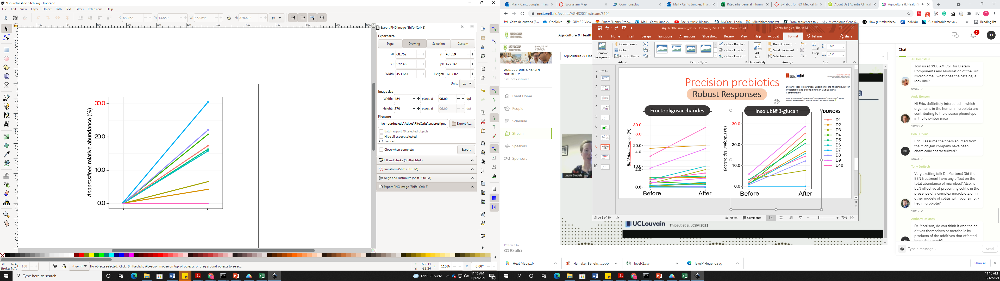 *Figurefor slide pitch.svg - Inkscape
File Edit View Layer Object Path Text Filters Extensions Help
X: 68.762 Y: 43.559 W: 453.644 H: 378.602 px
30.0
20.0
10.0
0.0
Anaerostipes relative abundance (%)
Export PNG Image (Shift+Ctrl+E)
Export area
Page Drawing Selection Custom
x0: 68.762 y0: 43.559
x1: 522.406 y1: 422.161
Width: 453.644 Height: 378.602
Units: px
Image size
Width: 454 pixels at 96.00 dpi
Height: 379 pixels at 96.00 dpi
Filename
ive - purdue.edu\Ativos\RiteCarbs\anaerostipes Export As...
Batch export 49 selected objects
Hide all except selected
Advanced
Close when complete Export
Fill and Stroke (Shift+Ctrl+F)
Transform (Shift+Ctrl+M)
Align and Distribute (Shift+Ctrl+A)
Export PNG Image (Shift+Ctrl+E)
Fill: N/A
Stroke: N/A O: 100
•Figure3 No objects selected. Click, Shift+click, Alt+scroll mouse on top of objects, or drag around objects to select.
X: 972.44
Y: -32.24 Z: 115% R: 0.00°
Type here to search
61°F Cloudy
11:16 AM
10/12/2021
17
Mail - Cantu Jungles, Thais
Ecosystem Map
Commonsplus
Mail - Cantu Jungles, Thais
RiteCarbs_general informa
Syllabus for F21 Medical Ju
About Us | Atlantia Clinical
Agriculture & Health S
next.brella.io/events/AGHS2021/stream/8104
112
Caixa de entrada (8...
OneDrive
QIIME 2 View
Smart Fluency Prog...
Mail - Cantu Jungle...
Focus Music, Binaur...
MyCase | Login
MicrobiomeAnalyst
From sequences to...
Microbiome Gene S...
How gut microbes...
individu
Gut microbiome va...
Reading list
AGRICULTURE & HEALTH
SUMMIT: C...
11TH OCT - 13TH OCT
Event Home
People
Schedule
Stream
Speakers
Sponsors
Powered by
Brella
Agriculture & Health
Agriculture & Hea
Laure Bindels
5
TJ
Ag Health Summit_Bruce Hamaker_TMCJ.pptx - PowerPoint
Cantu Jungles, Thaisa M
File Home Insert Design Transitions Animations Slide Show Review View Help Acrobat Format Tell me Share
Remove
Background
Corrections
Color
Artistic Effects
Adjust
Picture Styles
Picture Border
Picture Effects
Picture Layout
Alt
Text
Accessibility
Bring Forward
Send Backward
Selection Pane
Arrange
Crop
5.68"
5.17"
Size
Untit...
1
2
3
4
5
6
7
8
9
10
Precision prebiotics
Robust Responses
mBio
Dietary Fiber Hierarchical Specificity: the Missing Link for
Predictable and Strong Shifts in Gut Bacterial
Communities
Fructooligosaccharides
Bifidobacteria sp. (%)
30.0
6.0
20.0
4.0
10.0
2.0
0.0
Before After
Insoluble β-glucan
Bacteroides uniformis (%)
30.0
20.0
10.0
0.0
Before After
DONORS
D1
D2
D3
D4
D5
D6
D7
D8
D9
D10
Slide 8 of 10 Notes Comments 70%
UCLouvain Thibaut et al, JCSM 2021
Chat
Jill Hochstein
Join us at 9:00 AM CST for Dietary
Components and Modulation of the Gut
Microbiome—what does the catalogue
look like?
09:57
Andy Benson
Hi Eric, deffinitely interested in which
organisms in the human microbiota are
contributing to the disease phenotype
in the low-fiber mice
10:08
Bob Hutkins
BH
Eric, I assume the fibers sourced from
the Michigan company have been
chemically characterized?
10:15
Tony Juritsch
Very exciting talk Dr. Martens! Did the
EEN treatment have any effect on the
total abundance of microbes? Also, is
EEN effective at preventing colitis in the
presence of a complex microbiota or in
other models of colitis with your simpli-
fied microbiota?
10:17
Anthony Delaney
Dr. Morrison, do you think it was the ad-
ditives themselves or metabolic by-
products of the additives that effected
bacterial growth?
Type a message... Send
Heat Map.pzfx
Hamaker Benefici....pptx
level-2.csv
level-1-legend.svg
Show all
11:16 AM
10/12/2021